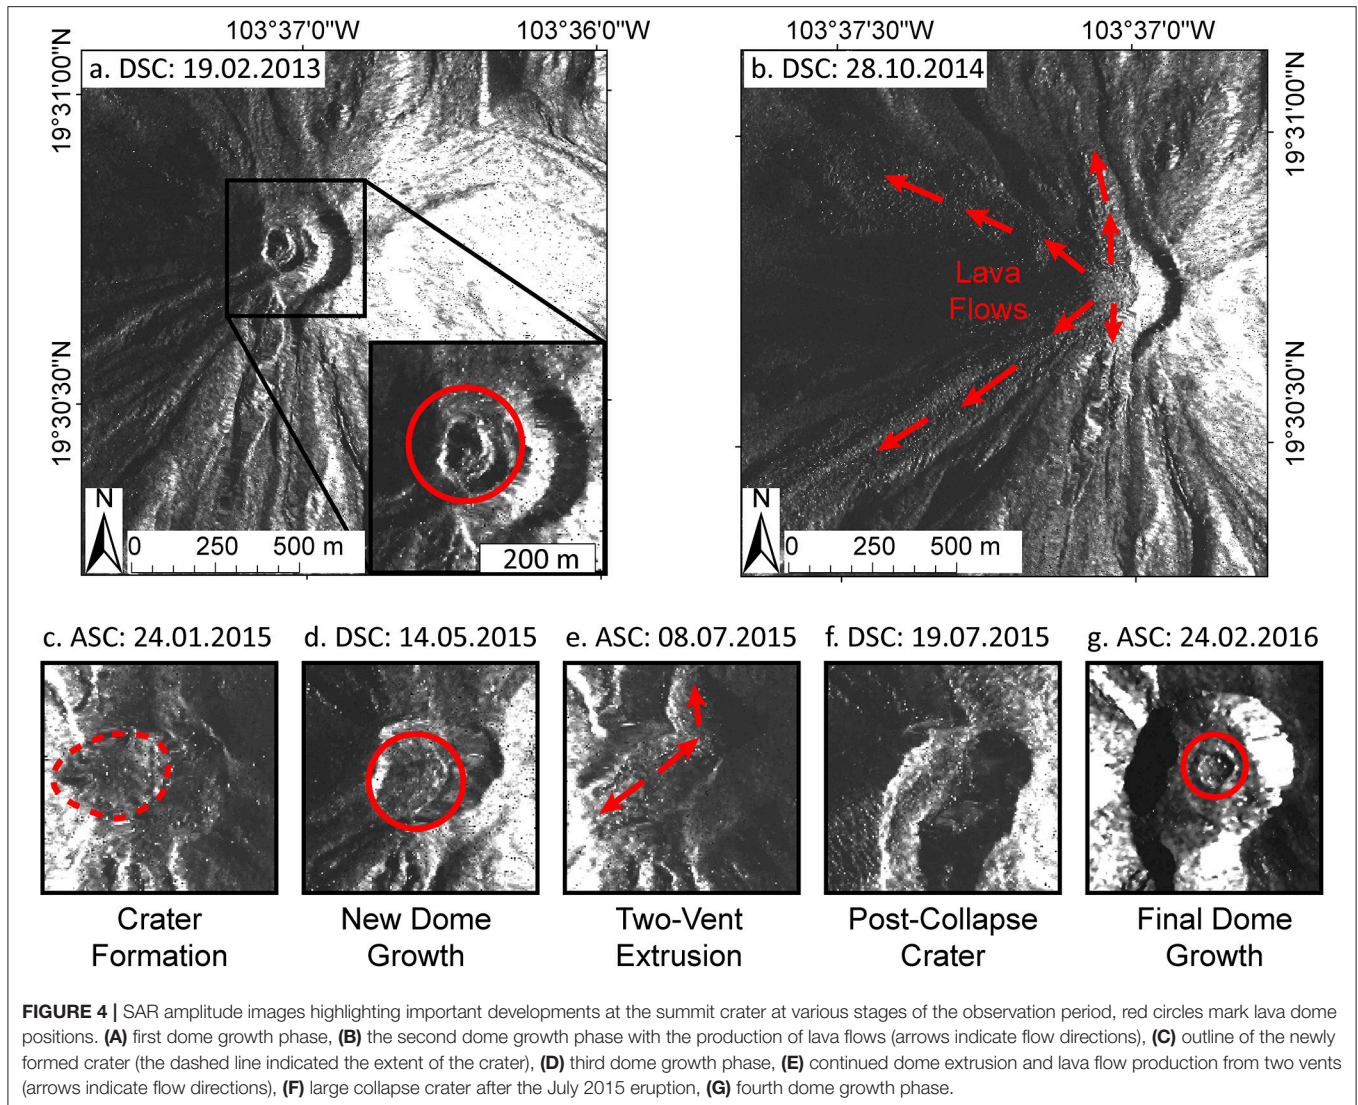 103°37'0"W
103°36'0"W
103°37'30"W
103°37'0"W
a. DSC: 19.02.2013
b. DSC: 28.10.2014
19°31'00"N
19°30'30"N
19°31'00"N
19°30'30"N
Lava
Flows
N
0 250 500 m
200 m
N
0 250 500 m
c. ASC: 24.01.2015
d. DSC: 14.05.2015
e. ASC: 08.07.2015
f. DSC: 19.07.2015
g. ASC: 24.02.2016
Crater
Formation
New Dome
Growth
Two-Vent
Extrusion
Post-Collapse
Crater
Final Dome
Growth
FIGURE 4 | SAR amplitude images highlighting important developments at the summit crater at various stages of the observation period, red circles mark lava dome
positions. (A) first dome growth phase, (B) the second dome growth phase with the production of lava flows (arrows indicate flow directions), (C) outline of the newly
formed crater (the dashed line indicated the extent of the crater), (D) third dome growth phase, (E) continued dome extrusion and lava flow production from two vents
(arrows indicate flow directions), (F) large collapse crater after the July 2015 eruption, (G) fourth dome growth phase.